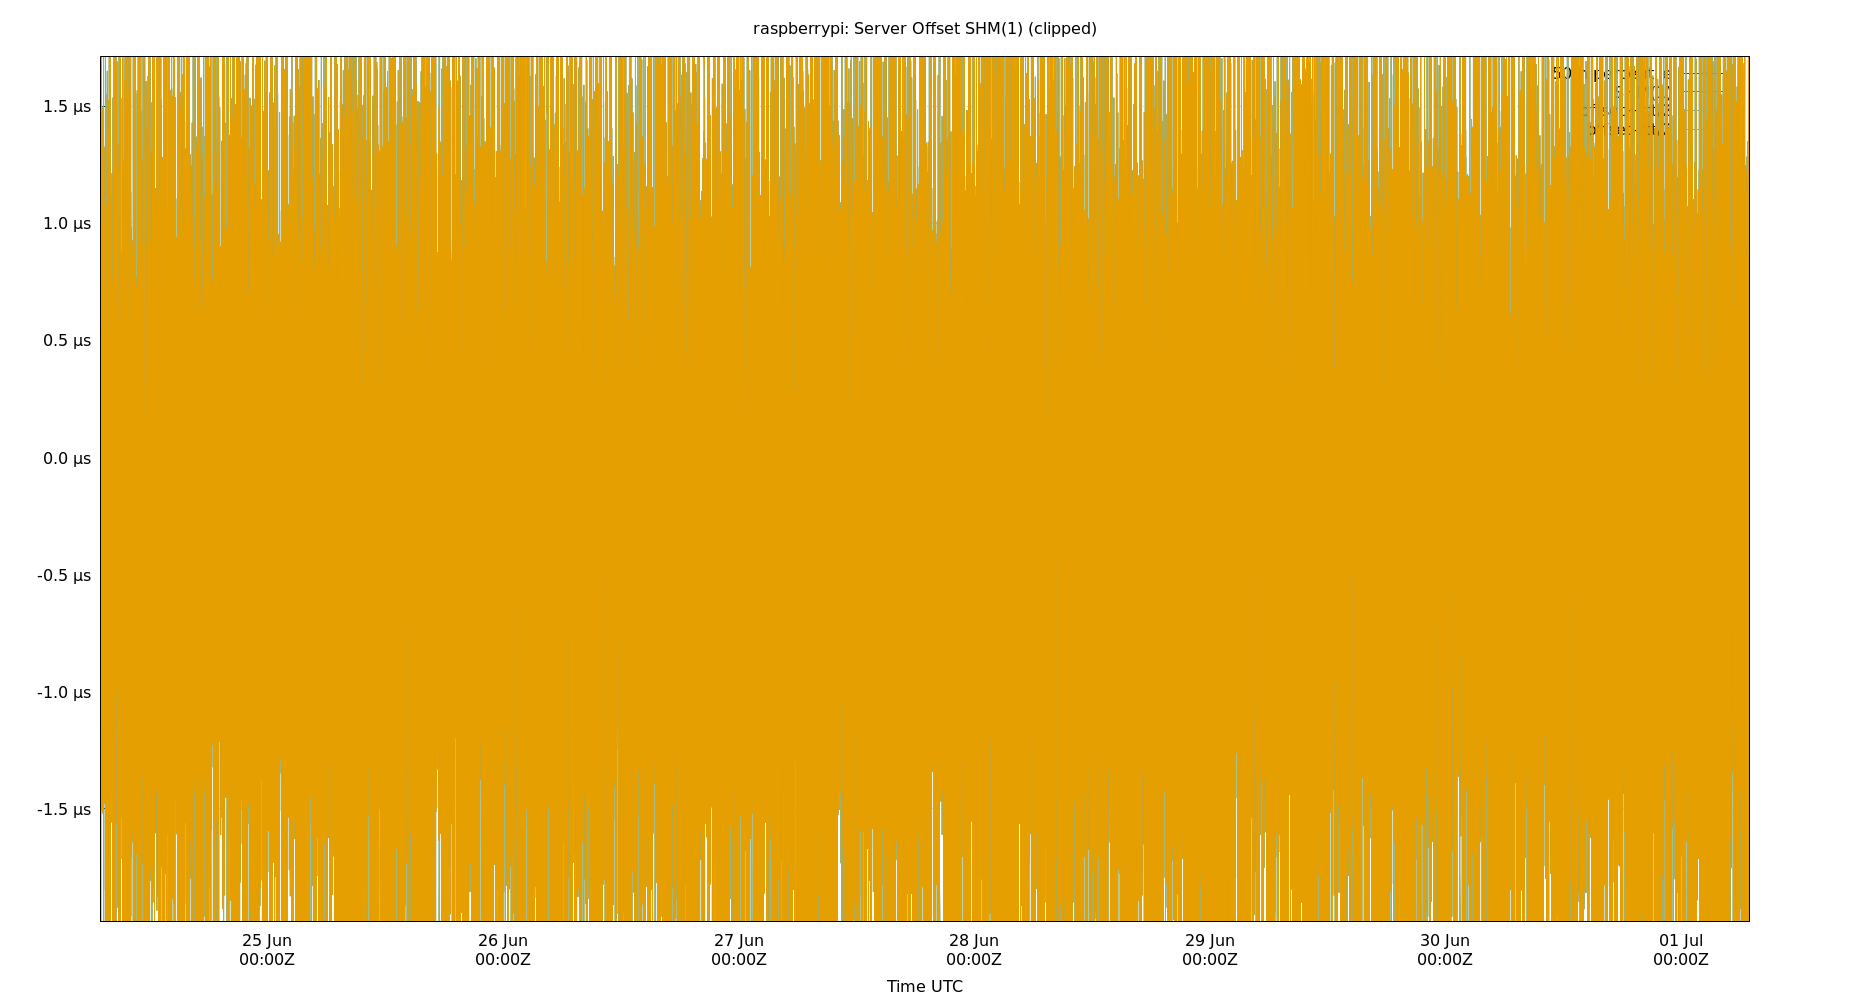 raspberrypi: Server Offset SHM(1) (clipped)
1.5 µs
1.0 µs
0.5 µs
0.0 µs
-0.5 µs
-1.0 µs
-1.5 µs
25 Jun 26 Jun 27 Jun 28 Jun 29 Jun 30 Jun 01 Jul
00:00Z 00:00Z 00:00Z 00:00Z 00:00Z 00:00Z 00:00Z
Time UTC